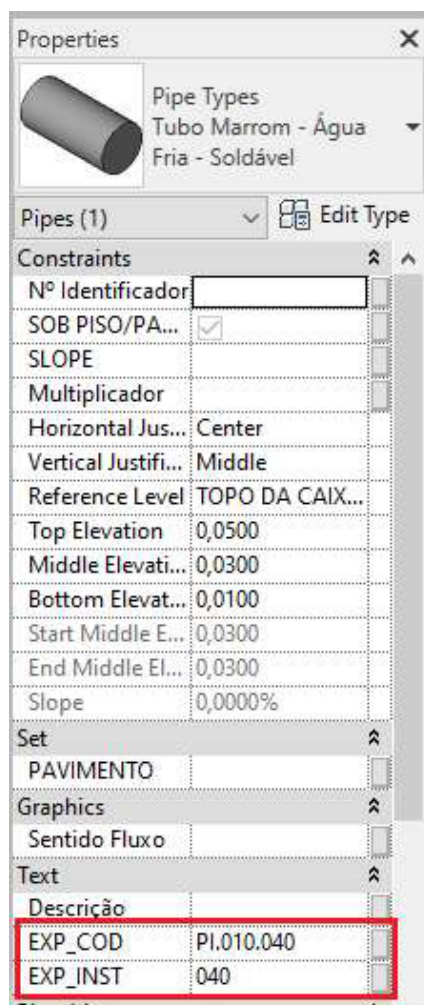 Properties
Pipe Types
Tubo Marrom - Água
Fria - Soldável
Pipes (1) Edit Type
Constraints
Nº Identificador
SOB PISO/PA...
SLOPE
Multiplicador
Horizontal Jus... Center
Vertical Justifi... Middle
Reference Level TOPO DA CAIX...
Top Elevation 0,0500
Middle Elevati... 0,0300
Bottom Elevat... 0,0100
Start Middle E... 0,0300
End Middle El... 0,0300
Slope 0,0000%
Set
PAVIMENTO
Graphics
Sentido Fluxo
Text
Descrição
EXP_COD PI.010.040
EXP_INST 040